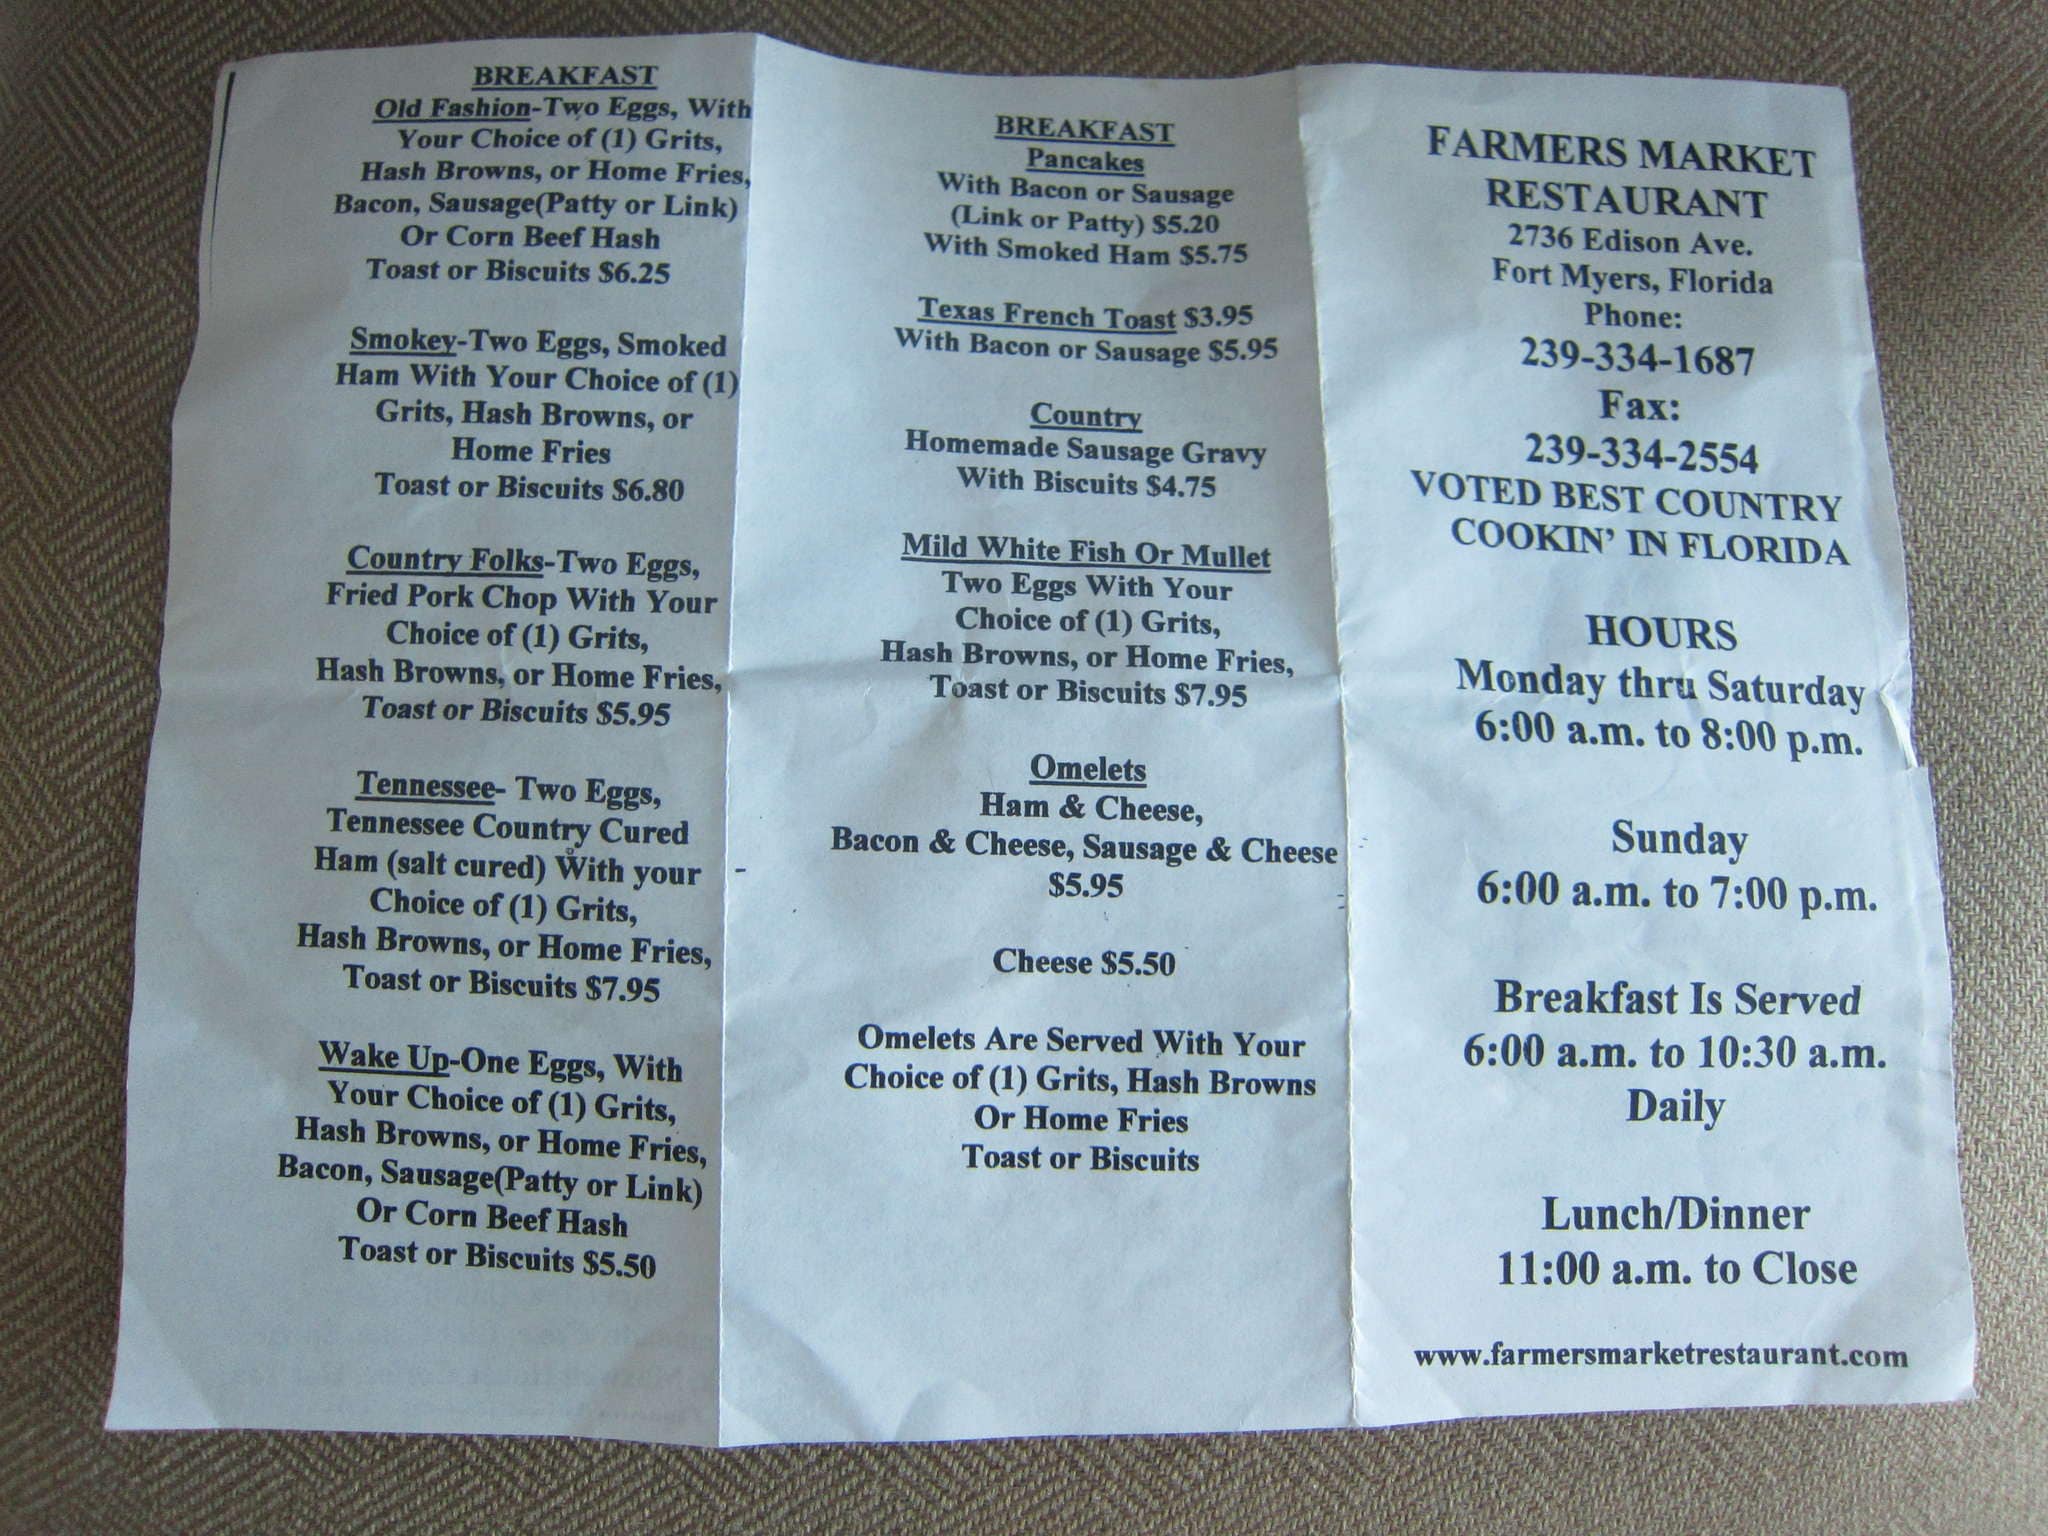 BREAKFAST
Old Fashion-Two Eggs, With
Your Choice of (1) Grits,
Hash Browns, or Home Fries,
Bacon, Sausage(Patty or Link)
Or Corn Beef Hash
Toast or Biscuits $6.25
Smokey-Two Eggs, Smoked
Ham With Your Choice of (1)
Grits, Hash Browns, or
Home Fries
Toast or Biscuits $6.80
Country Folks-Two Eggs,
Fried Pork Chop With Your
Choice of (1) Grits,
Hash Browns, or Home Fries,
Toast or Biscuits $5.95
Tennessee- Two Eggs,
Tennessee Country Cured
Ham (salt cured) With your
Choice of (1) Grits,
Hash Browns, or Home Fries,
Toast or Biscuits $7.95
Wake Up-One Eggs, With
Your Choice of (1) Grits,
Hash Browns, or Home Fries,
Bacon, Sausage(Patty or Link)
Or Corn Beef Hash
Toast or Biscuits $5.50
BREAKFAST
Pancakes
With Bacon or Sausage
(Link or Patty) $5.20
With Smoked Ham $5.75
Texas French Toast $3.95
With Bacon or Sausage $5.95
Country
Homemade Sausage Gravy
With Biscuits $4.75
Mild White Fish Or Mullet
Two Eggs With Your
Choice of (1) Grits,
Hash Browns, or Home Fries,
Toast or Biscuits $7.95
Omelets
Ham & Cheese,
Bacon & Cheese, Sausage & Cheese
$5.95
Cheese $5.50
Omelets Are Served With Your
Choice of (1) Grits, Hash Browns
Or Home Fries
Toast or Biscuits
FARMERS MARKET
RESTAURANT
2736 Edison Ave.
Fort Myers, Florida
Phone:
239-334-1687
Fax:
239-334-2554
VOTED BEST COUNTRY
COOKIN' IN FLORIDA
HOURS
Monday thru Saturday
6:00 a.m. to 8:00 p.m.
Sunday
6:00 a.m. to 7:00 p.m.
Breakfast Is Served
6:00 a.m. to 10:30 a.m.
Daily
Lunch/Dinner
11:00 a.m. to Close
www.farmersmarketrestaurant.com